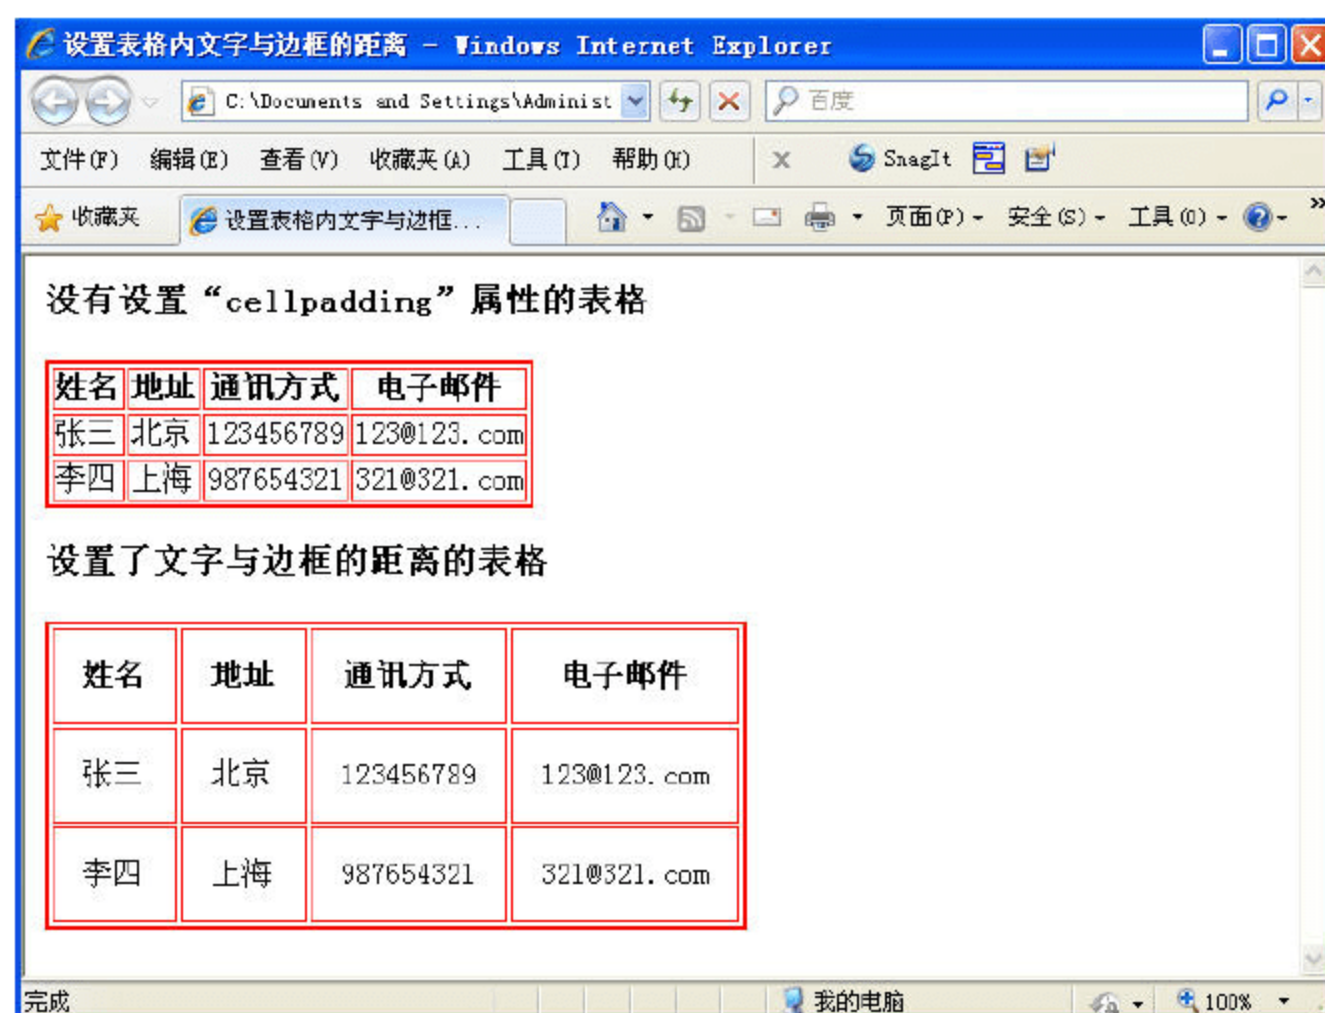 设置表格内文字与边框的距离 - Windows Internet Explorer
C:\Documents and Settings\Administ 百度
文件(F) 编辑(E) 查看(V) 收藏夹(A) 工具(T) 帮助(H) x SnagIt
收藏夹 设置表格内文字与边框... 页面(P) 安全(S) 工具(O) »
没有设置“cellpadding”属性的表格
姓名 地址 通讯方式 电子邮件
张三 北京 123456789 123@123.com
李四 上海 987654321 321@321.com
设置了文字与边框的距离的表格
姓名 地址 通讯方式 电子邮件
张三 北京 123456789 123@123.com
李四 上海 987654321 321@321.com
完成 我的电脑 100%